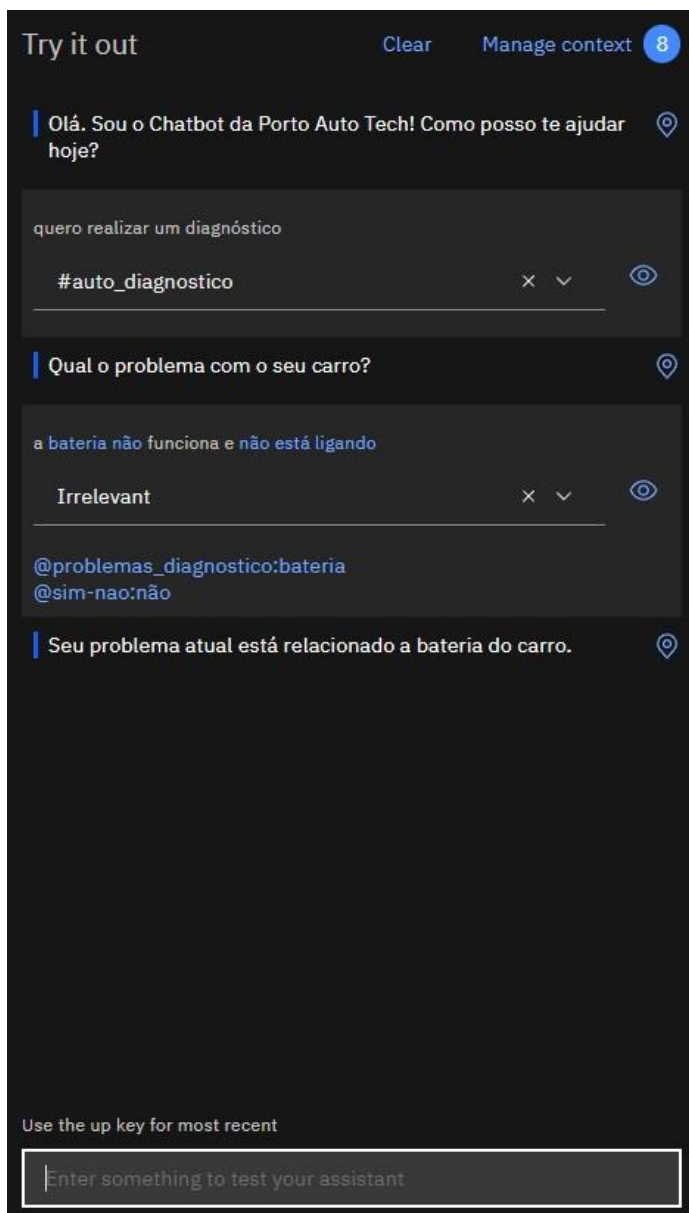 Try it out Clear Manage context 8
Olá. Sou o Chatbot da Porto Auto Tech! Como posso te ajudar
hoje?
quero realizar um diagnóstico
#auto_diagnostico
Qual o problema com o seu carro?
a bateria não funciona e não está ligando
Irrelevant
@problemas_diagnostico:bateria
@sim-nao:não
Seu problema atual está relacionado a bateria do carro.
Use the up key for most recent
Enter something to test your assistant